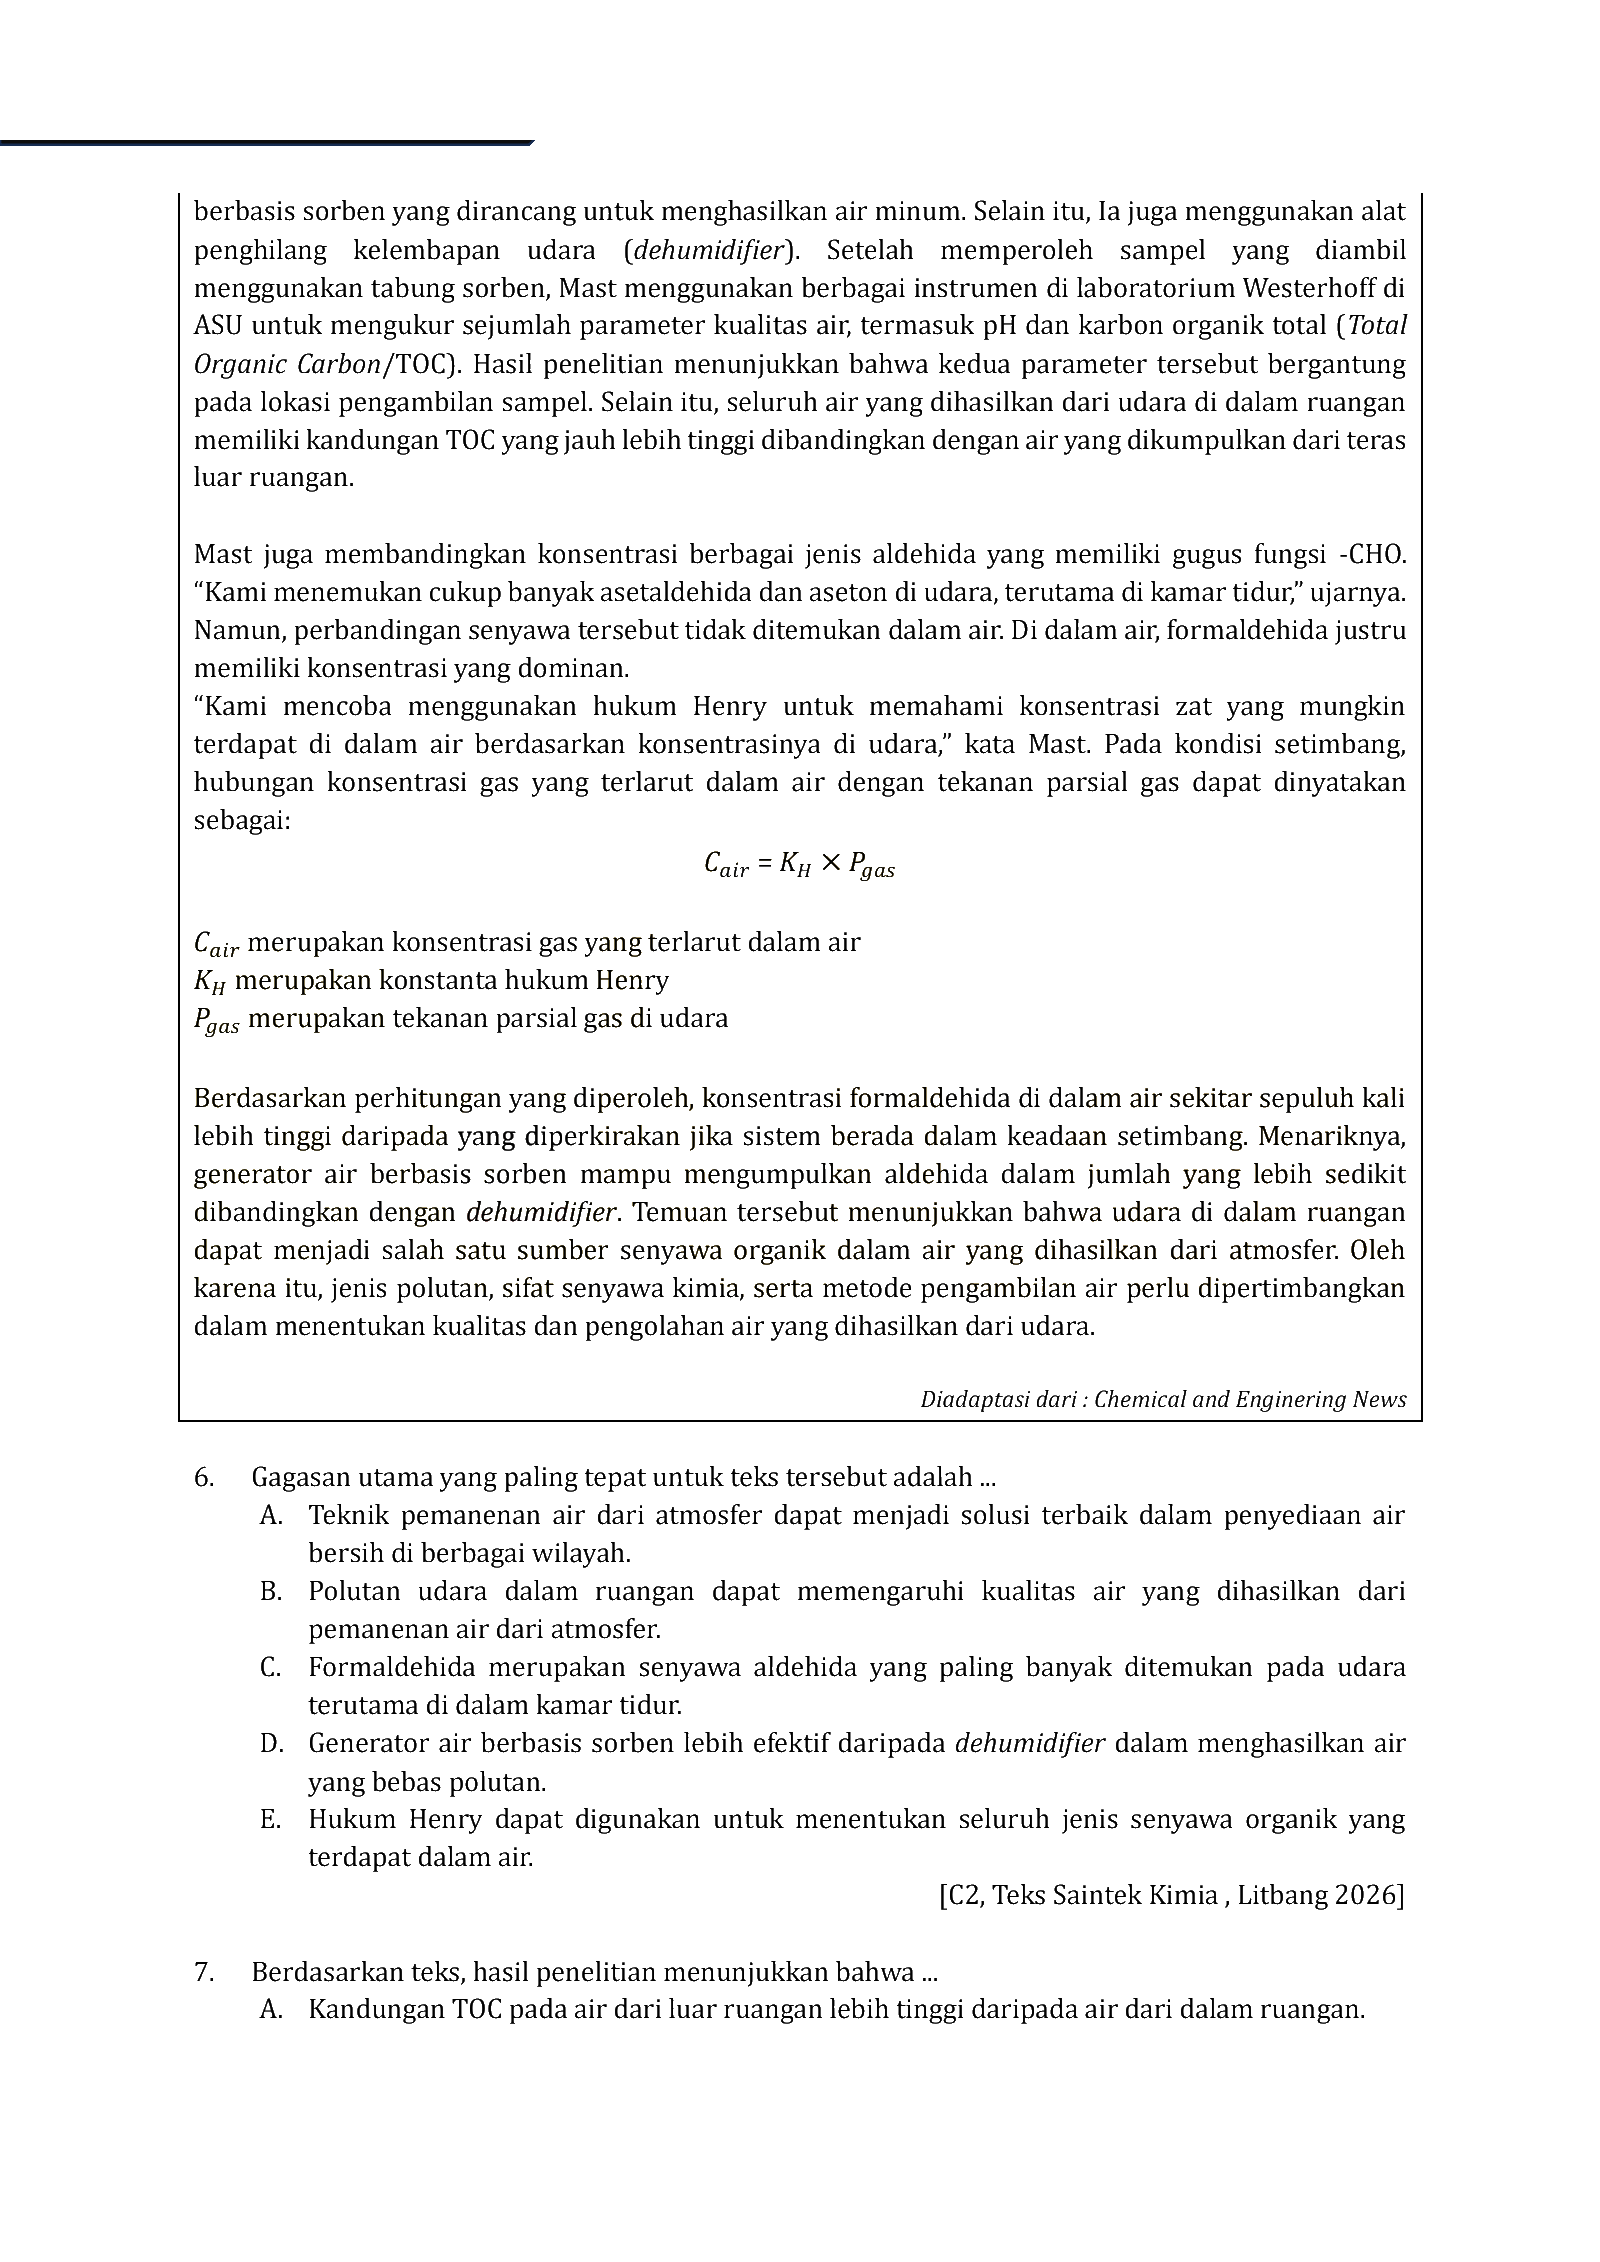 berbasis sorben yang dirancang untuk menghasilkan air minum. Selain itu, Ia juga menggunakan alat
penghilang kelembapan udara (dehumidifier). Setelah memperoleh sampel yang diambil
menggunakan tabung sorben, Mast menggunakan berbagai instrumen di laboratorium Westerhoff di
ASU untuk mengukur sejumlah parameter kualitas air, termasuk pH dan karbon organik total (Total
Organic Carbon/TOC). Hasil penelitian menunjukkan bahwa kedua parameter tersebut bergantung
pada lokasi pengambilan sampel. Selain itu, seluruh air yang dihasilkan dari udara di dalam ruangan
memiliki kandungan TOC yang jauh lebih tinggi dibandingkan dengan air yang dikumpulkan dari teras
luar ruangan.
Mast juga membandingkan konsentrasi berbagai jenis aldehida yang memiliki gugus fungsi -CHO.
“Kami menemukan cukup banyak asetaldehida dan aseton di udara, terutama di kamar tidur,” ujarnya.
Namun, perbandingan senyawa tersebut tidak ditemukan dalam air. Di dalam air, formaldehida justru
memiliki konsentrasi yang dominan.
“Kami mencoba menggunakan hukum Henry untuk memahami konsentrasi zat yang mungkin
terdapat di dalam air berdasarkan konsentrasinya di udara,” kata Mast. Pada kondisi setimbang,
hubungan konsentrasi gas yang terlarut dalam air dengan tekanan parsial gas dapat dinyatakan
sebagai:
C_air = K_H × P_gas
C_air merupakan konsentrasi gas yang terlarut dalam air
K_H merupakan konstanta hukum Henry
P_gas merupakan tekanan parsial gas di udara
Berdasarkan perhitungan yang diperoleh, konsentrasi formaldehida di dalam air sekitar sepuluh kali
lebih tinggi daripada yang diperkirakan jika sistem berada dalam keadaan setimbang. Menariknya,
generator air berbasis sorben mampu mengumpulkan aldehida dalam jumlah yang lebih sedikit
dibandingkan dengan dehumidifier. Temuan tersebut menunjukkan bahwa udara di dalam ruangan
dapat menjadi salah satu sumber senyawa organik dalam air yang dihasilkan dari atmosfer. Oleh
karena itu, jenis polutan, sifat senyawa kimia, serta metode pengambilan air perlu dipertimbangkan
dalam menentukan kualitas dan pengolahan air yang dihasilkan dari udara.
Diadaptasi dari : Chemical and Enginering News
6. Gagasan utama yang paling tepat untuk teks tersebut adalah ...
A. Teknik pemanenan air dari atmosfer dapat menjadi solusi terbaik dalam penyediaan air
bersih di berbagai wilayah.
B. Polutan udara dalam ruangan dapat memengaruhi kualitas air yang dihasilkan dari
pemanenan air dari atmosfer.
C. Formaldehida merupakan senyawa aldehida yang paling banyak ditemukan pada udara
terutama di dalam kamar tidur.
D. Generator air berbasis sorben lebih efektif daripada dehumidifier dalam menghasilkan air
yang bebas polutan.
E. Hukum Henry dapat digunakan untuk menentukan seluruh jenis senyawa organik yang
terdapat dalam air.
[C2, Teks Saintek Kimia , Litbang 2026]
7. Berdasarkan teks, hasil penelitian menunjukkan bahwa ...
A. Kandungan TOC pada air dari luar ruangan lebih tinggi daripada air dari dalam ruangan.